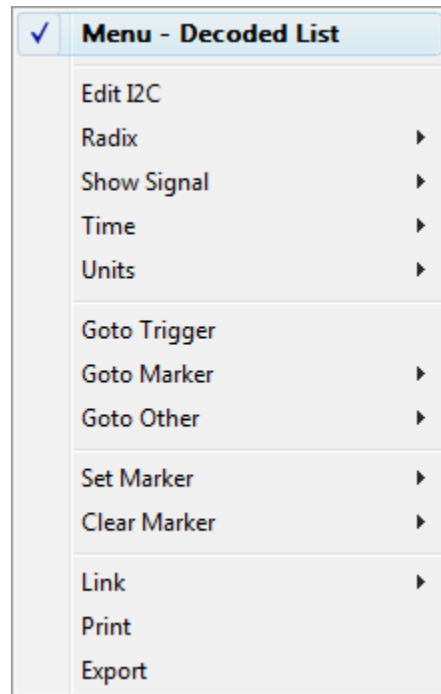 Menu - Decoded List
Edit I2C
Radix
Show Signal
Time
Units
Goto Trigger
Goto Marker
Goto Other
Set Marker
Clear Marker
Link
Print
Export